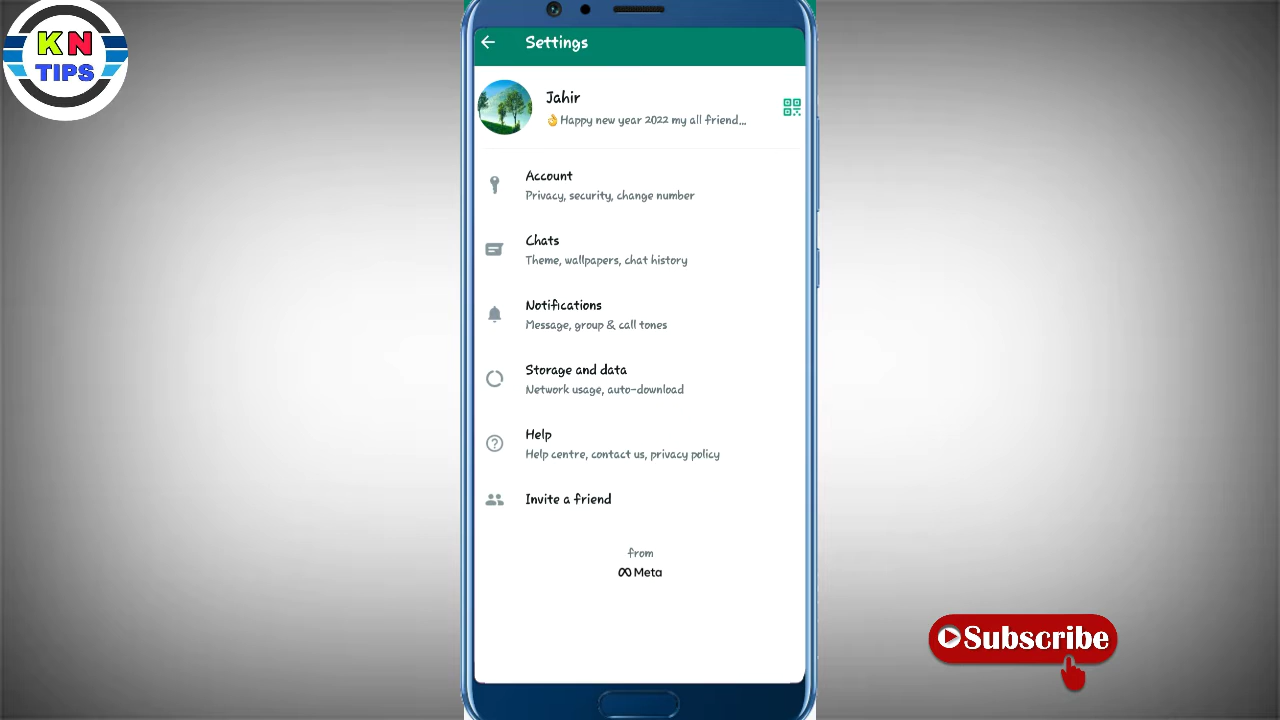 KN
TIPS
Settings
Jahir
👌Happy new year 2022 my all friend...
Account
Privacy, security, change number
Chats
Theme, wallpapers, chat history
Notifications
Message, group & call tones
Storage and data
Network usage, auto-download
Help
Help centre, contact us, privacy policy
Invite a friend
from
Meta
Subscribe